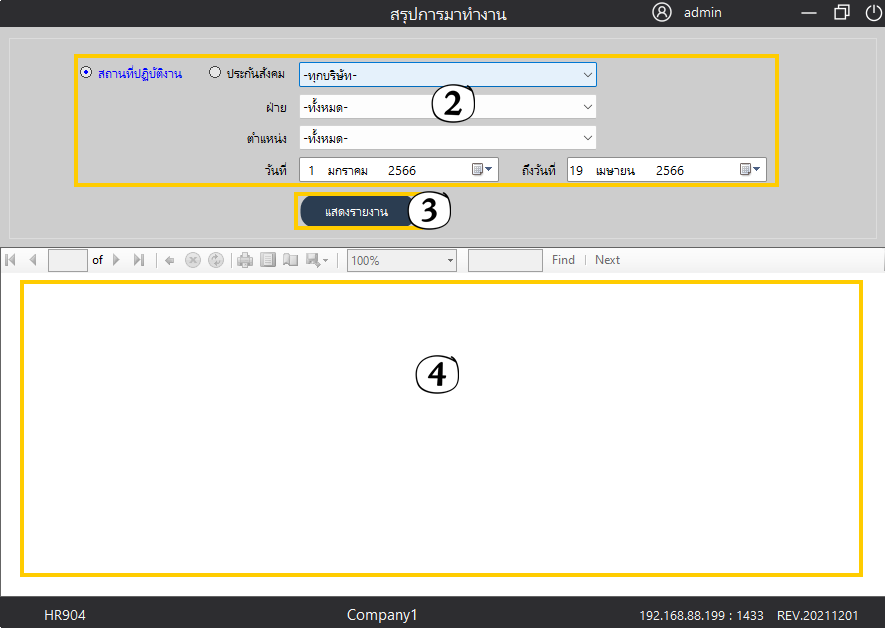 สรุปการมาทำงาน admin
สถานที่ปฏิบัติงาน ประกันสังคม -ทุกบริษัท-
2
ฝ่าย -ทั้งหมด-
ตำแหน่ง -ทั้งหมด-
วันที่ 1 มกราคม 2566 ถึงวันที่ 19 เมษายน 2566
แสดงรายงาน 3
of 100% Find Next
4
HR904 Company1 192.168.88.199 : 1433 REV.20211201